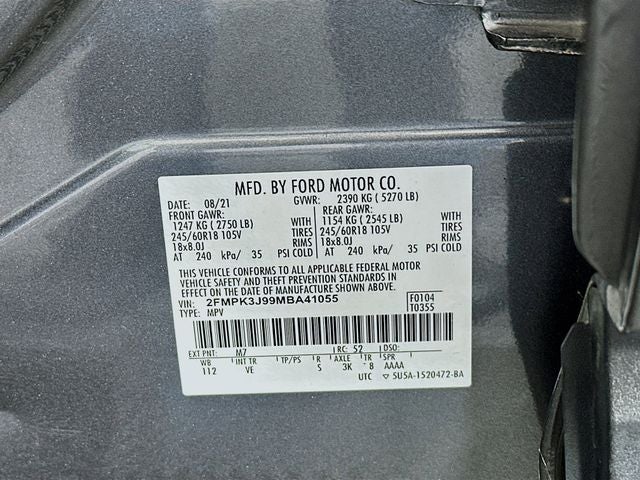 MFD. BY FORD MOTOR CO.
DATE: 08/21 GVWR: 2390 KG (5270 LB)
FRONT GAWR: REAR GAWR:
1247 KG (2750 LB) WITH 1154 KG (2545 LB) WITH
245/60R18 105V TIRES 245/60R18 105V TIRES
18x8.0J RIMS 18x8.0J RIMS
AT 240 kPa/ 35 PSI COLD AT 240 kPa/ 35 PSI COLD
THIS VEHICLE CONFORMS TO ALL APPLICABLE FEDERAL MOTOR
VEHICLE SAFETY AND THEFT PREVENTION STANDARDS
IN EFFECT ON THE DATE OF MANUFACTURE SHOWN ABOVE.
VIN: 2FMPK3J99MBA41055 F0104
TYPE: MPV T0355
EXT PNT: M7 RC: 52 DSO:
WB INT TR TP/PS R AXLE TR SPR
112 VE S 3K 8 AAAA
UTC ▽ 5U5A-1520472-BA